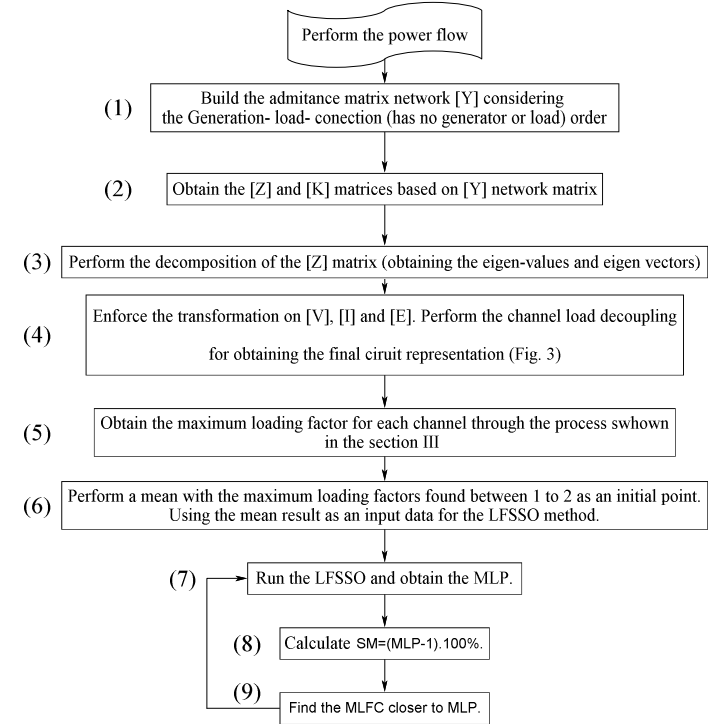 Perform the power flow
(1)
Build the admitance matrix network [Y] considering
the Generation- load- conection (has no generator or load) order
(2)
Obtain the [Z] and [K] matrices based on [Y] network matrix
(3)
Perform the decomposition of the [Z] matrix (obtaining the eigen-values and eigen vectors)
(4)
Enforce the transformation on [V], [I] and [E]. Perform the channel load decoupling
for obtaining the final ciruit representation (Fig. 3)
(5)
Obtain the maximum loading factor for each channel through the process swhown
in the section III
(6)
Perform a mean with the maximum loading factors found between 1 to 2 as an initial point.
Using the mean result as an input data for the LFSSO method.
(7)
Run the LFSSO and obtain the MLP.
(8)
Calculate SM=(MLP-1).100%.
(9)
Find the MLFC closer to MLP.